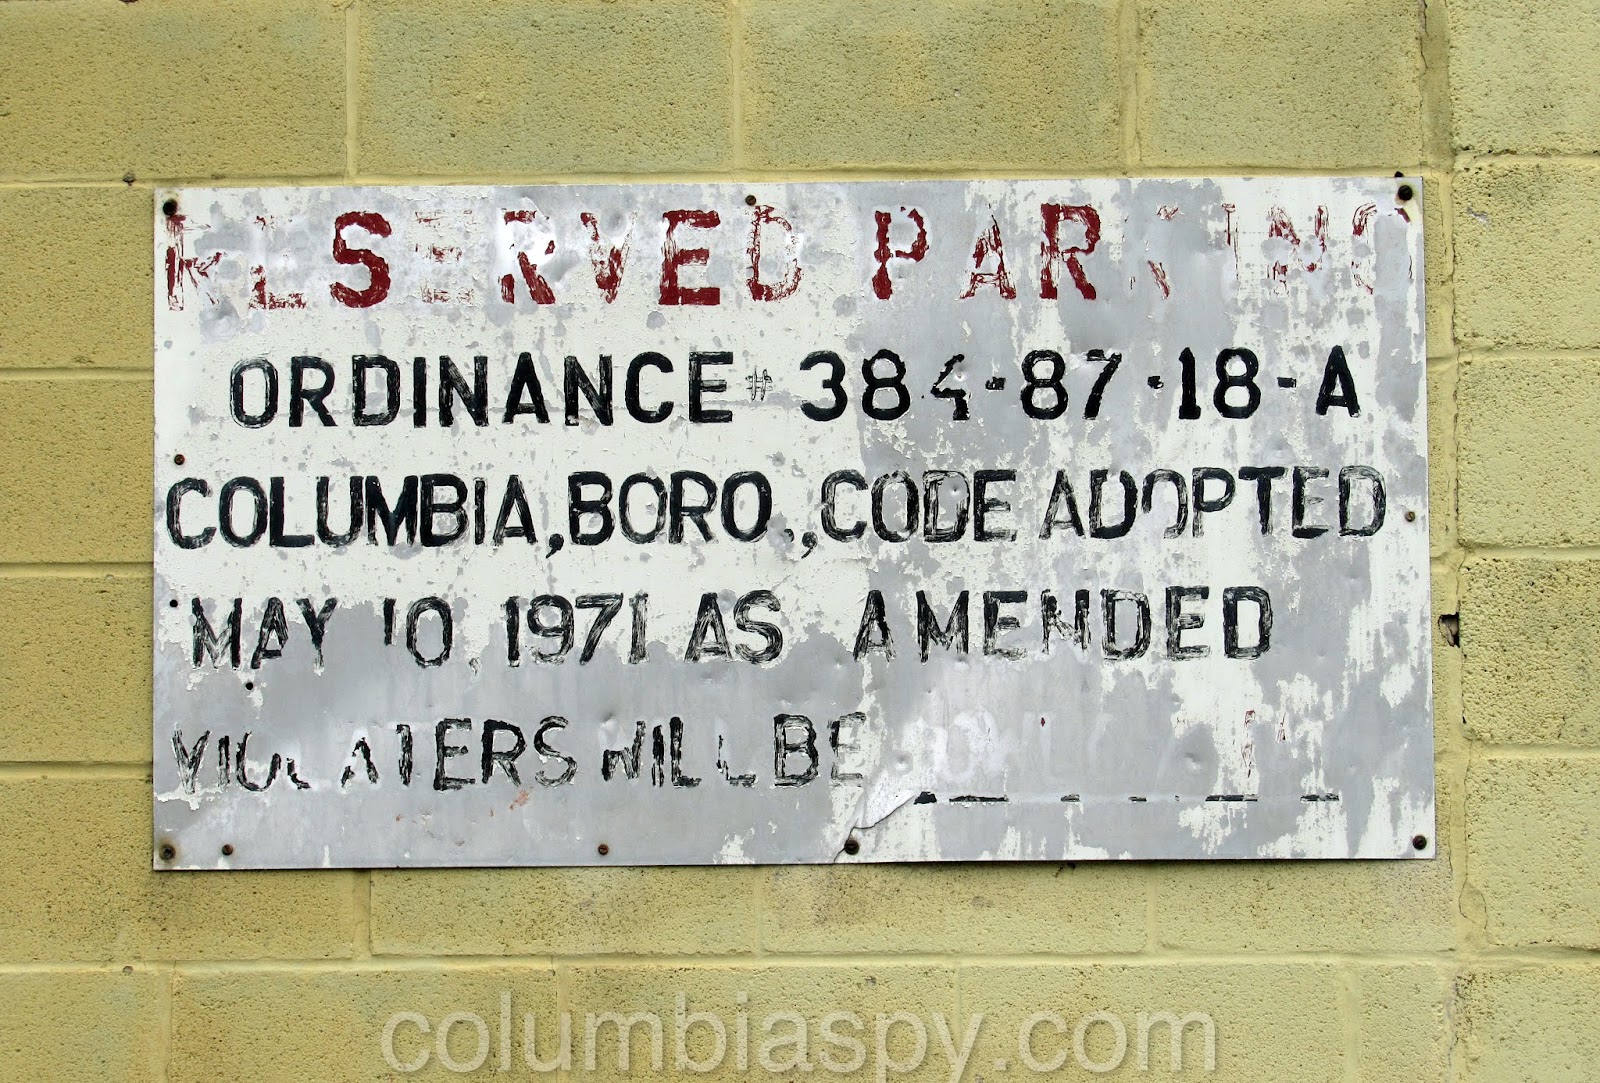 RESERVED PARKING
ORDINANCE # 384-87-18-A
COLUMBIA, BORO., CODE ADOPTED
MAY 10, 1971 AS AMENDED
VIOLATERS WILL BE
columbiaspy.com